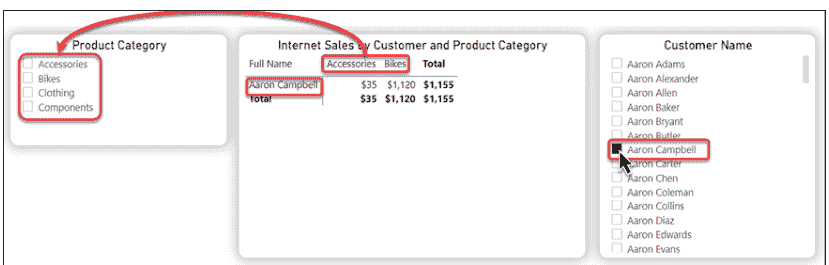 Product Category
Accessories
Bikes
Clothing
Components
Internet Sales by Customer and Product Category
Full Name Accessories Bikes Total
Aaron Campbell $35 $1,120 $1,155
Total $35 $1,120 $1,155
Customer Name
Aaron Adams
Aaron Alexander
Aaron Allen
Aaron Baker
Aaron Bryant
Aaron Butler
Aaron Campbell
Aaron Carter
Aaron Chen
Aaron Coleman
Aaron Collins
Aaron Diaz
Aaron Edwards
Aaron Evans